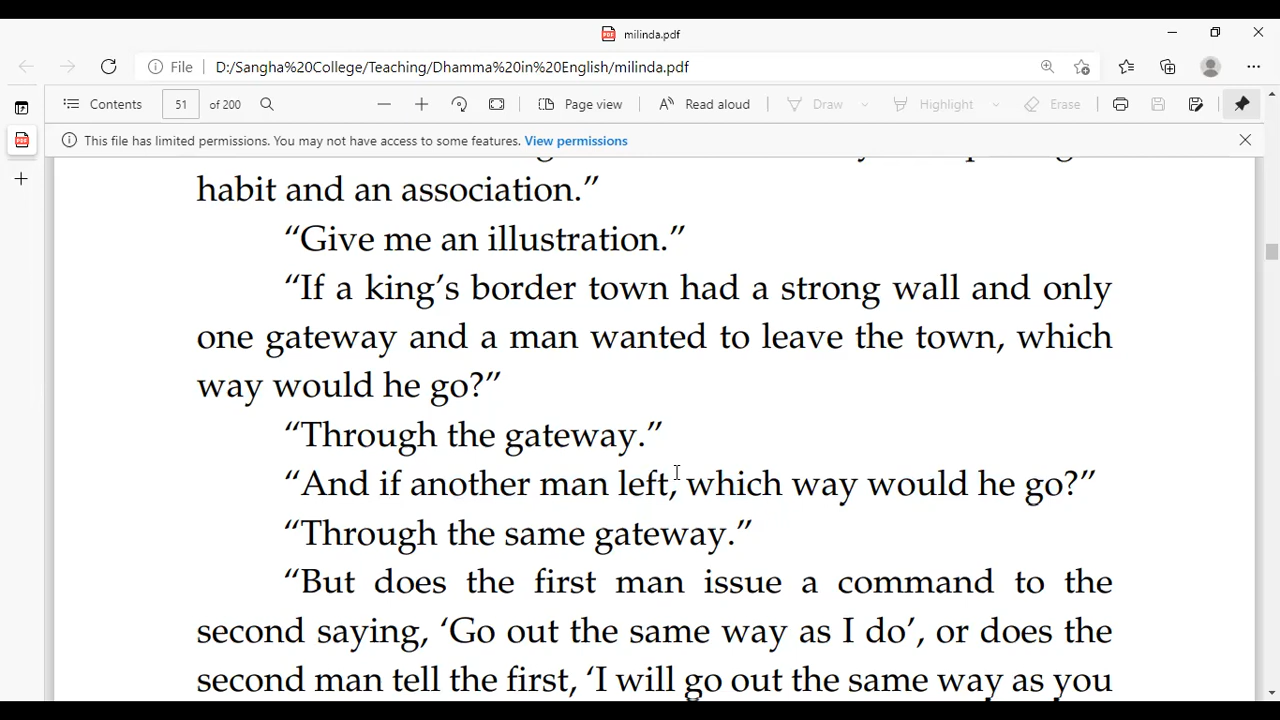 milinda.pdf
File D:/Sangha%20College/Teaching/Dhamma%20in%20English/milinda.pdf
Contents 51 of 200 Page view Read aloud Draw Highlight Erase
This file has limited permissions. You may not have access to some features. View permissions
habit and an association.”
“Give me an illustration.”
“If a king’s border town had a strong wall and only
one gateway and a man wanted to leave the town, which
way would he go?”
“Through the gateway.”
“And if another man left, which way would he go?”
“Through the same gateway.”
“But does the first man issue a command to the
second saying, ‘Go out the same way as I do’, or does the
second man tell the first, ‘I will go out the same way as you